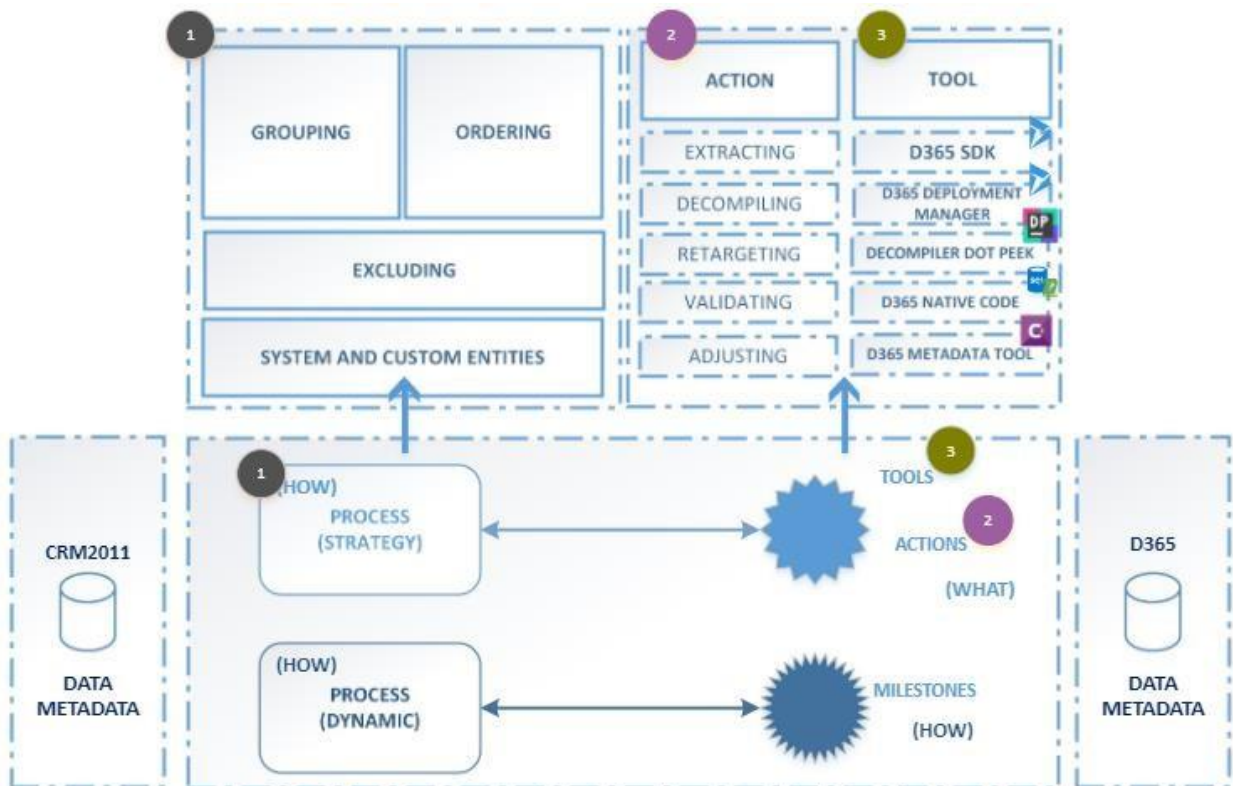 1
2
3
GROUPING
ORDERING
EXCLUDING
SYSTEM AND CUSTOM ENTITIES
ACTION
TOOL
EXTRACTING
D365 SDK
DECOMPILING
D365 DEPLOYMENT
MANAGER
DP
RETARGETING
DECOMPILER DOT PEEK
SQL
VALIDATING
D365 NATIVE CODE
C
ADJUSTING
D365 METADATA TOOL
CRM2011
DATA
METADATA
1
(HOW)
PROCESS
(STRATEGY)
3
TOOLS
2
ACTIONS
(WHAT)
(HOW)
PROCESS
(DYNAMIC)
MILESTONES
(HOW)
D365
DATA
METADATA